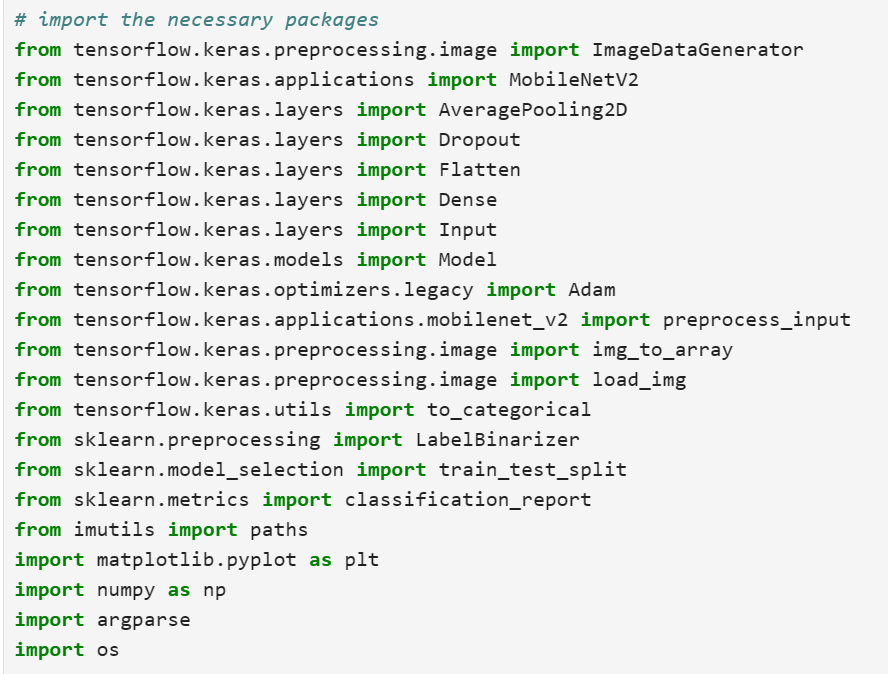 # import the necessary packages
from tensorflow.keras.preprocessing.image import ImageDataGenerator
from tensorflow.keras.applications import MobileNetV2
from tensorflow.keras.layers import AveragePooling2D
from tensorflow.keras.layers import Dropout
from tensorflow.keras.layers import Flatten
from tensorflow.keras.layers import Dense
from tensorflow.keras.layers import Input
from tensorflow.keras.models import Model
from tensorflow.keras.optimizers.legacy import Adam
from tensorflow.keras.applications.mobilenet_v2 import preprocess_input
from tensorflow.keras.preprocessing.image import img_to_array
from tensorflow.keras.preprocessing.image import load_img
from tensorflow.keras.utils import to_categorical
from sklearn.preprocessing import LabelBinarizer
from sklearn.model_selection import train_test_split
from sklearn.metrics import classification_report
from imutils import paths
import matplotlib.pyplot as plt
import numpy as np
import argparse
import os